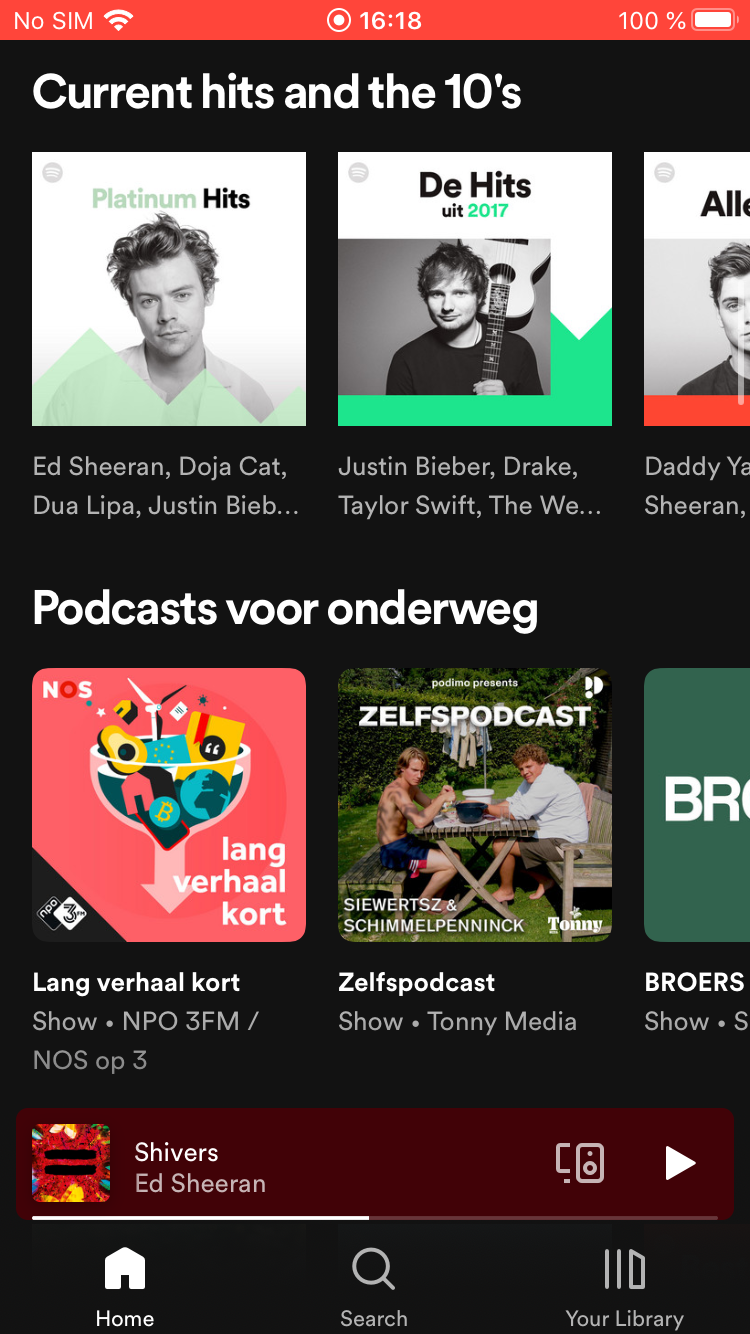 No SIM 16:18 100 %
Current hits and the 10's
Platinum Hits
De Hits
uit 2017
Alle
Ed Sheeran, Doja Cat,
Dua Lipa, Justin Bieb...
Justin Bieber, Drake,
Taylor Swift, The We...
Daddy Ya
Sheeran,
Podcasts voor onderweg
NOS
lang
verhaal
kort
npo 3FM
podimo presents
ZELFSPODCAST
SIEWERTSZ &
SCHIMMELPENNINCK
Tonny
BRO
Lang verhaal kort
Show • NPO 3FM /
NOS op 3
Zelfspodcast
Show • Tonny Media
BROERS
Show • S
Shivers
Ed Sheeran
Home
Search
Your Library